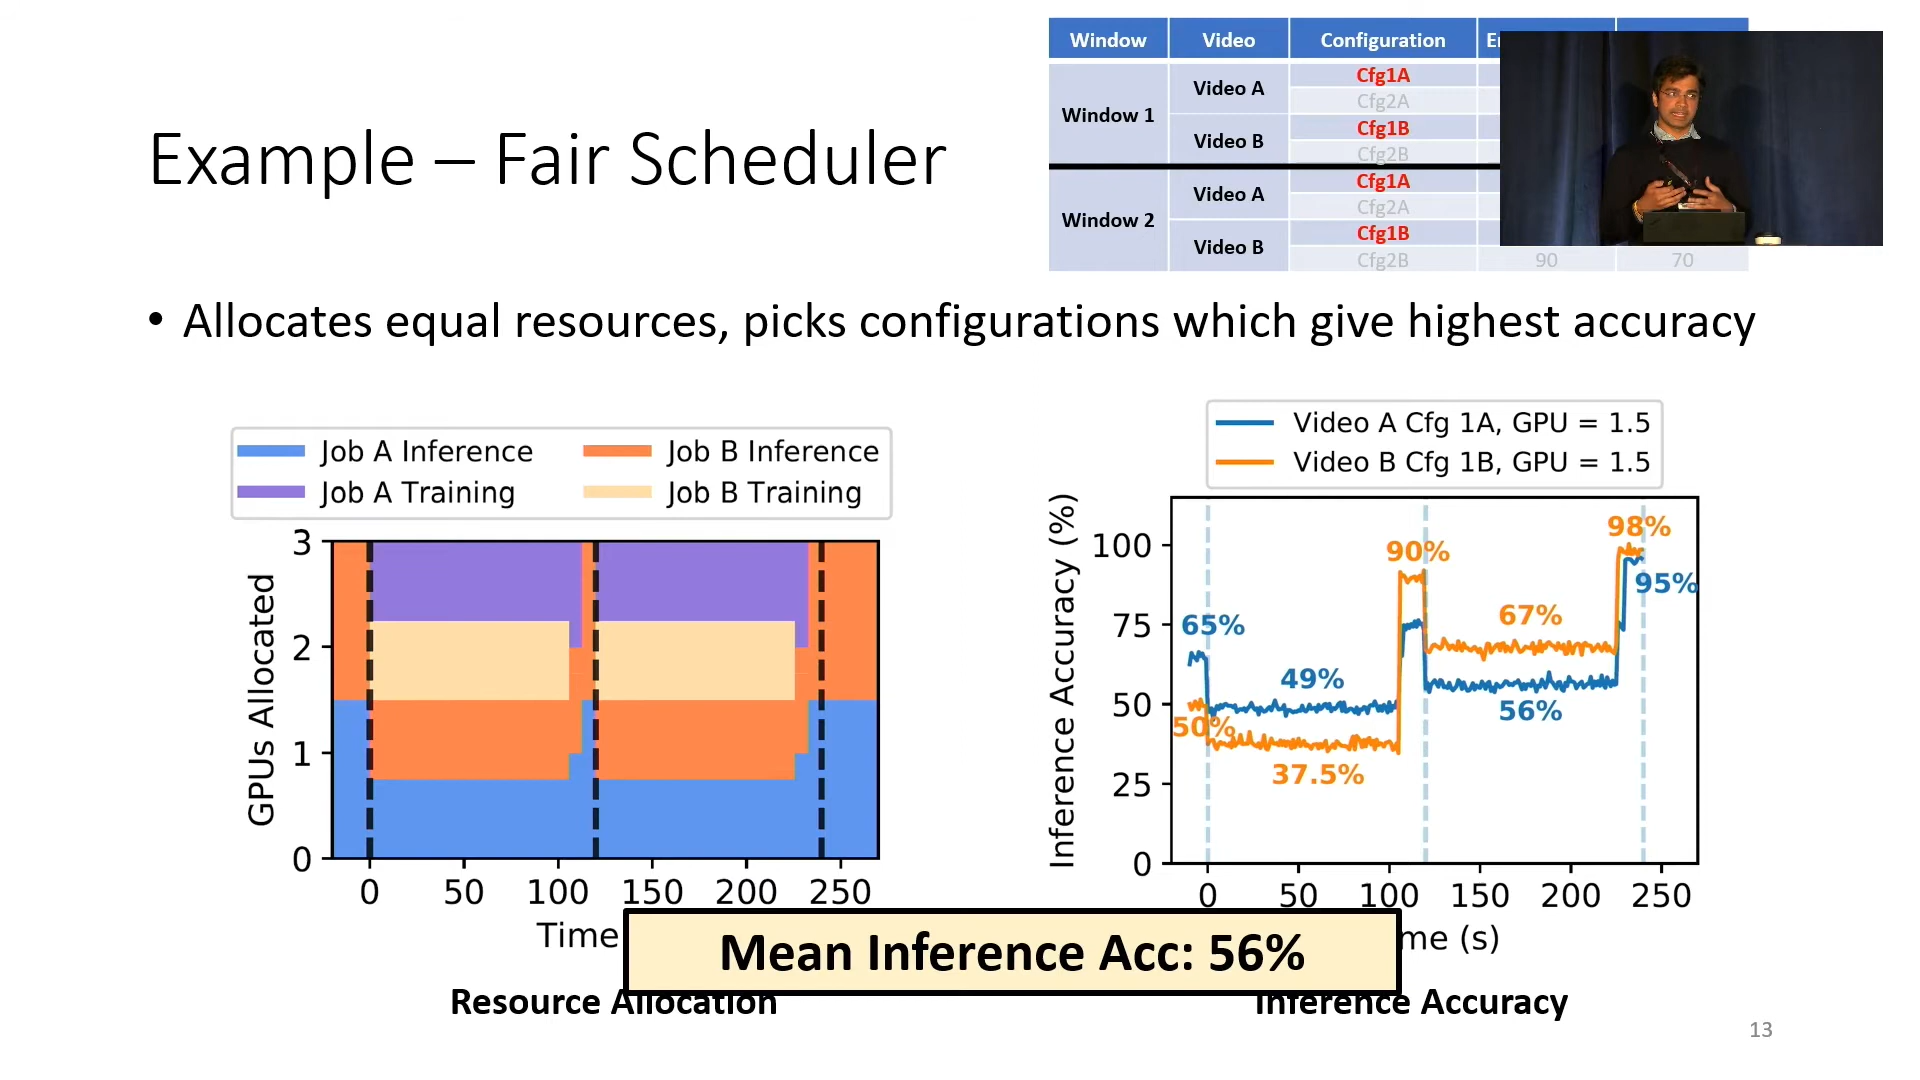 Window Video Configuration
Window 1
Video A
Cfg1A
Cfg2A
Video B
Cfg1B
Cfg2B
Window 2
Video A
Cfg1A
Cfg2A
Video B
Cfg1B
Cfg2B 90 70
Example – Fair Scheduler
• Allocates equal resources, picks configurations which give highest accuracy
Job A Inference Job B Inference
Job A Training Job B Training
GPUs Allocated
3
2
1
0
0 50 100 150 200 250
Time
Resource Allocation
Video A Cfg 1A, GPU = 1.5
Video B Cfg 1B, GPU = 1.5
Inference Accuracy (%)
100
75
50
25
0
65%
50%
49%
37.5%
90%
67%
56%
98%
95%
0 50 100 150 200 250
me (s)
Inference Accuracy
Mean Inference Acc: 56%
13